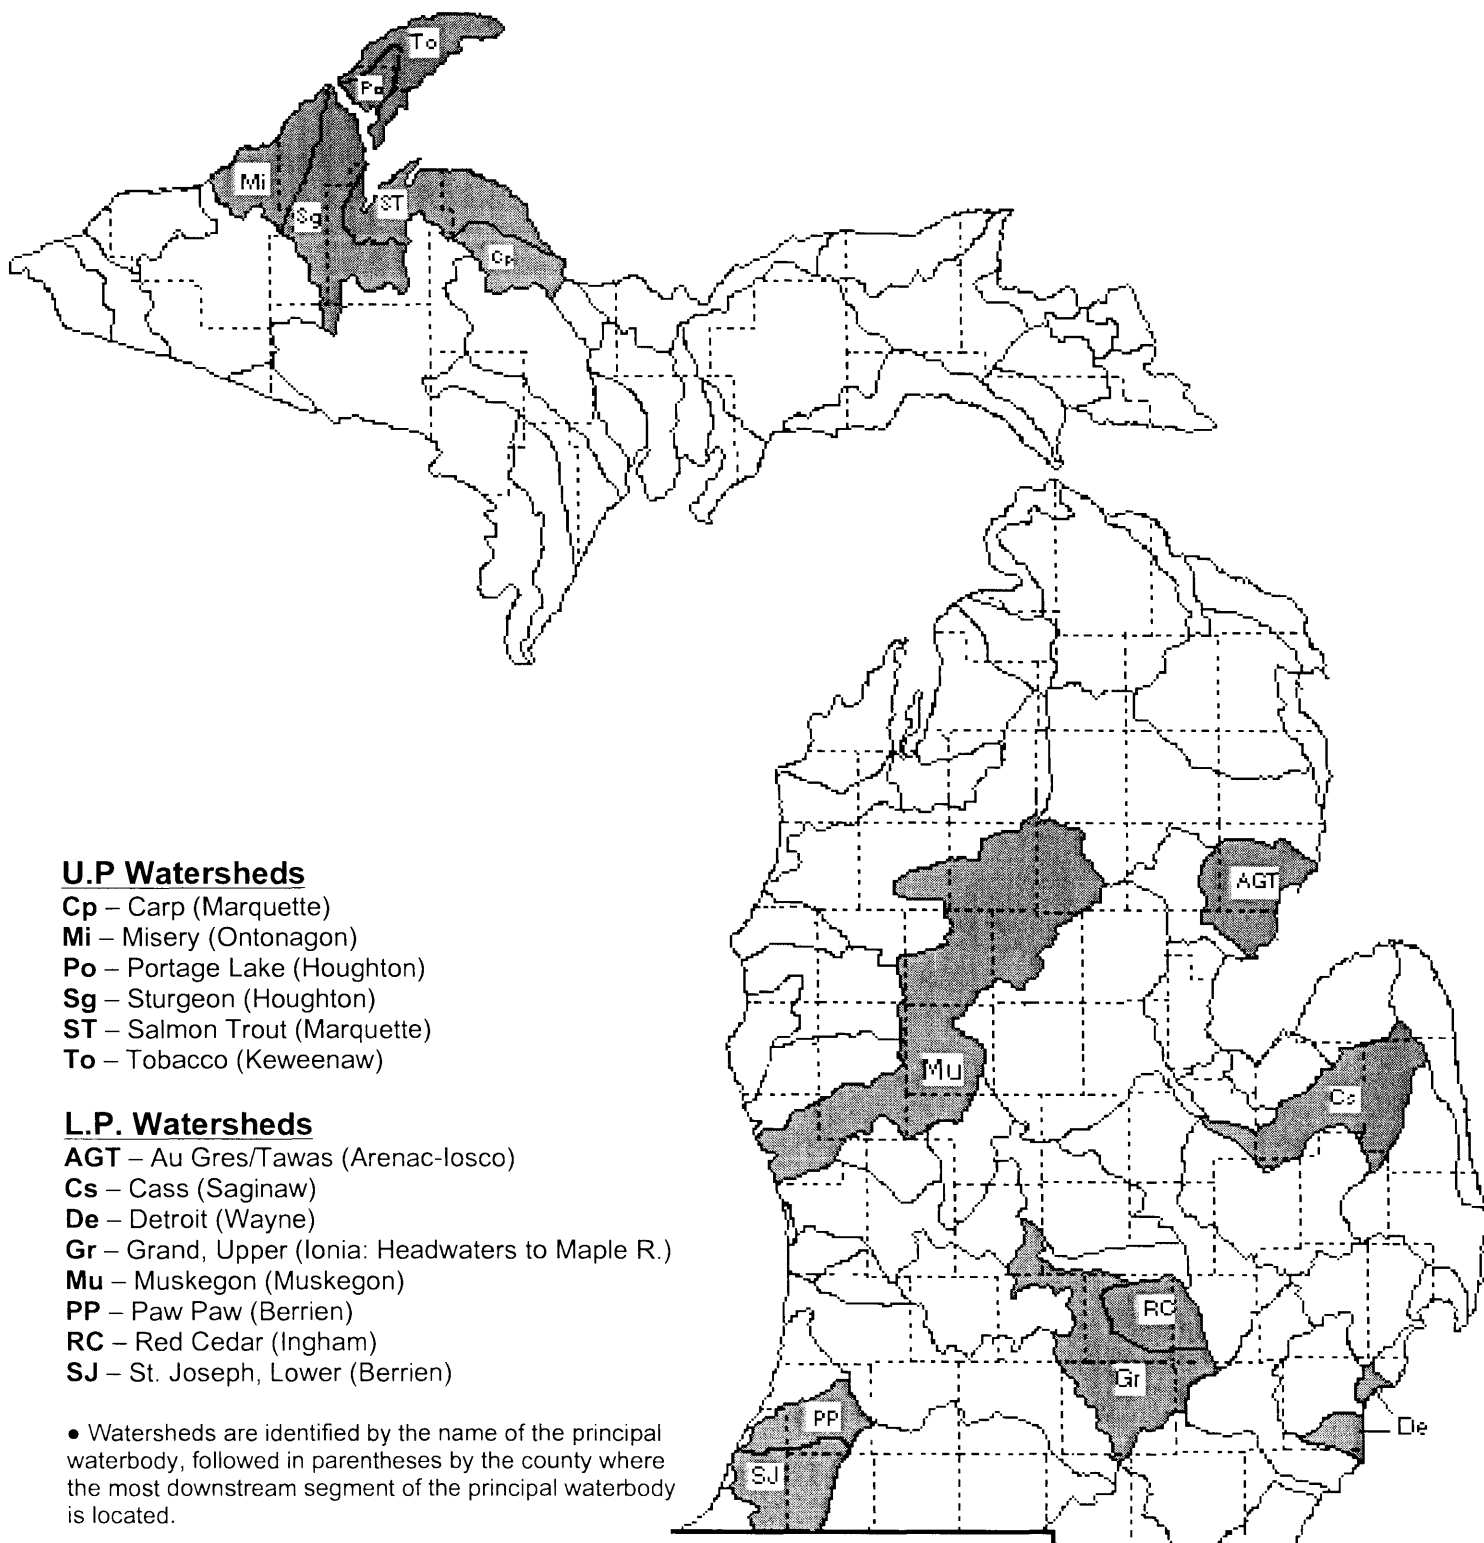 To
Po
Mi
ST
Sg
Cp
U.P Watersheds
Cp – Carp (Marquette)
Mi – Misery (Ontonagon)
Po – Portage Lake (Houghton)
Sg – Sturgeon (Houghton)
ST – Salmon Trout (Marquette)
To – Tobacco (Keweenaw)
L.P. Watersheds
AGT – Au Gres/Tawas (Arenac-Iosco)
Cs – Cass (Saginaw)
De – Detroit (Wayne)
Gr – Grand, Upper (Ionia: Headwaters to Maple R.)
Mu – Muskegon (Muskegon)
PP – Paw Paw (Berrien)
RC – Red Cedar (Ingham)
SJ – St. Joseph, Lower (Berrien)
● Watersheds are identified by the name of the principal
waterbody, followed in parentheses by the county where
the most downstream segment of the principal waterbody
is located.
AGT
Mu
Cs
RC
Gr
PP
De
SJ